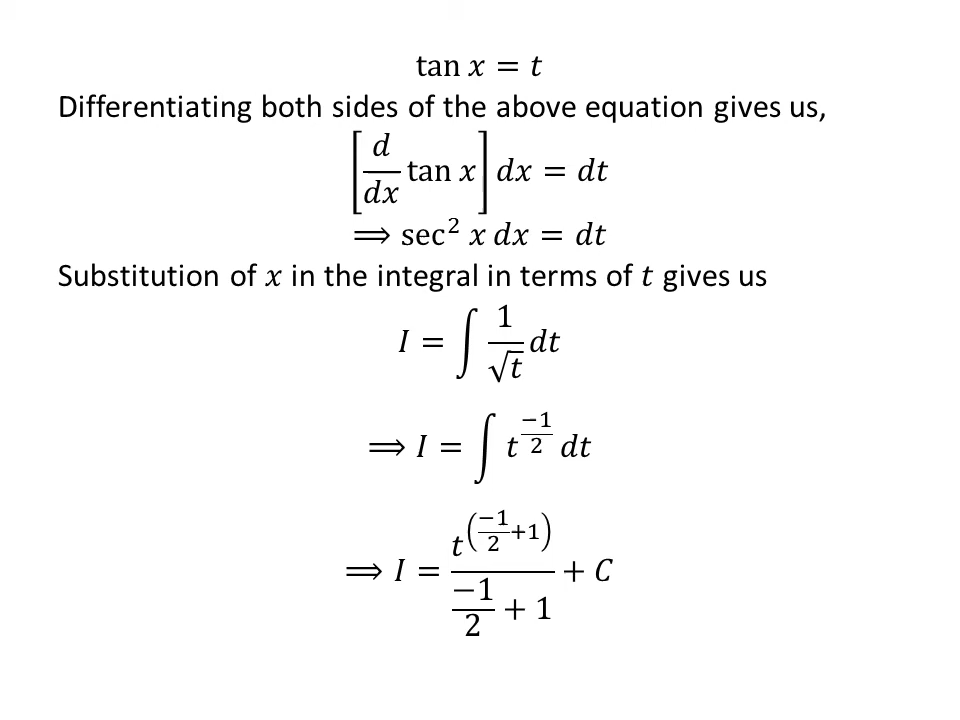 tan 𝑥 = 𝑡
Differentiating both sides of the above equation gives us,
[𝑑/𝑑𝑥 tan 𝑥] 𝑑𝑥 = 𝑑𝑡
⟹ sec² 𝑥 𝑑𝑥 = 𝑑𝑡
Substitution of 𝑥 in the integral in terms of 𝑡 gives us
𝐼 = ∫ 1/√𝑡 𝑑𝑡
⟹ 𝐼 = ∫ 𝑡^(−1/2) 𝑑𝑡
⟹ 𝐼 = 𝑡^(−1/2 + 1)/(−1/2 + 1) + 𝐶